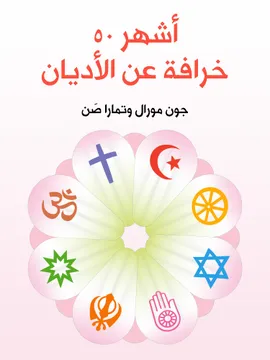 أشهر ٥٠
خرافة عن الأديان
جون مورال وتمارا صَن